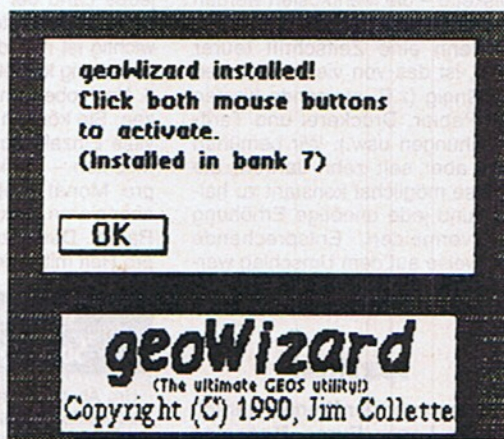 geoWizard installed!
Click both mouse buttons
to activate.
(Installed in bank 7)
OK
geoWizard
(The ultimate GEOS utility!)
Copyright (C) 1990, Jim Collette